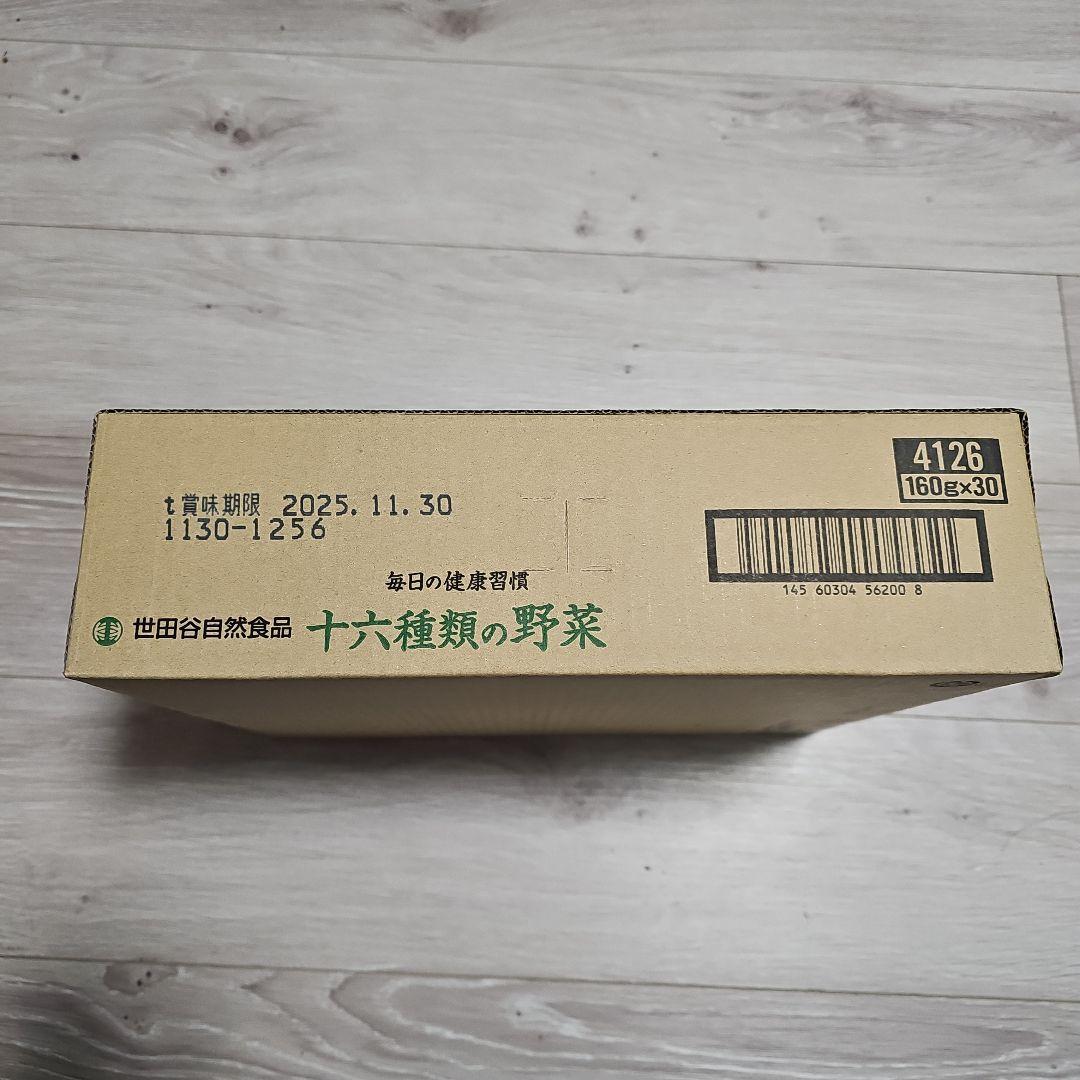 4126
160g×30
t賞味期限 2025.11.30
1130-1256
145 60304 56200 8
毎日の健康習慣
世田谷自然食品 十六種類の野菜